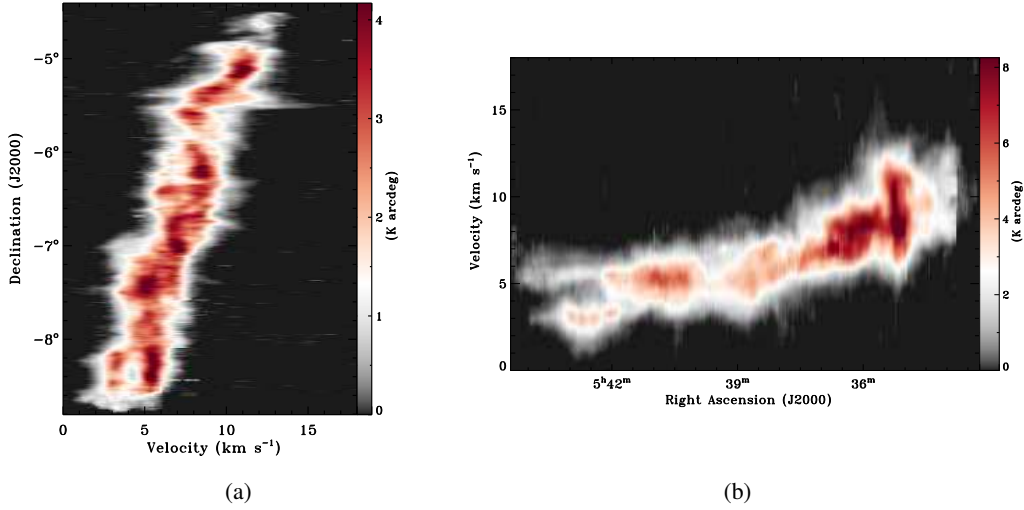 −5°
−6°
−7°
−8°
Declination (J2000)
0 5 10 15
Velocity (km s⁻¹)
4
3
2
1
0
(K arcdeg)
(a)
15
10
5
0
Velocity (km s⁻¹)
5ʰ42ᵐ 39ᵐ 36ᵐ
Right Ascension (J2000)
8
6
4
2
0
(K arcdeg)
(b)